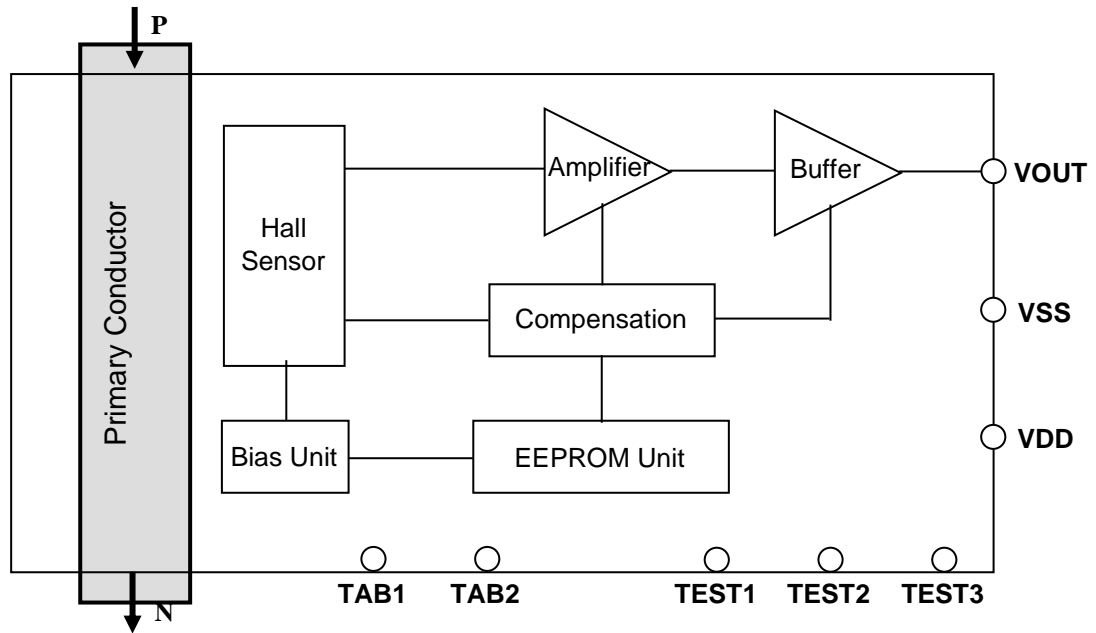 P
Primary Conductor
Hall
Sensor
Amplifier
Buffer
VOUT
Compensation
VSS
VDD
Bias Unit
EEPROM Unit
TAB1
TAB2
TEST1
TEST2
TEST3
N